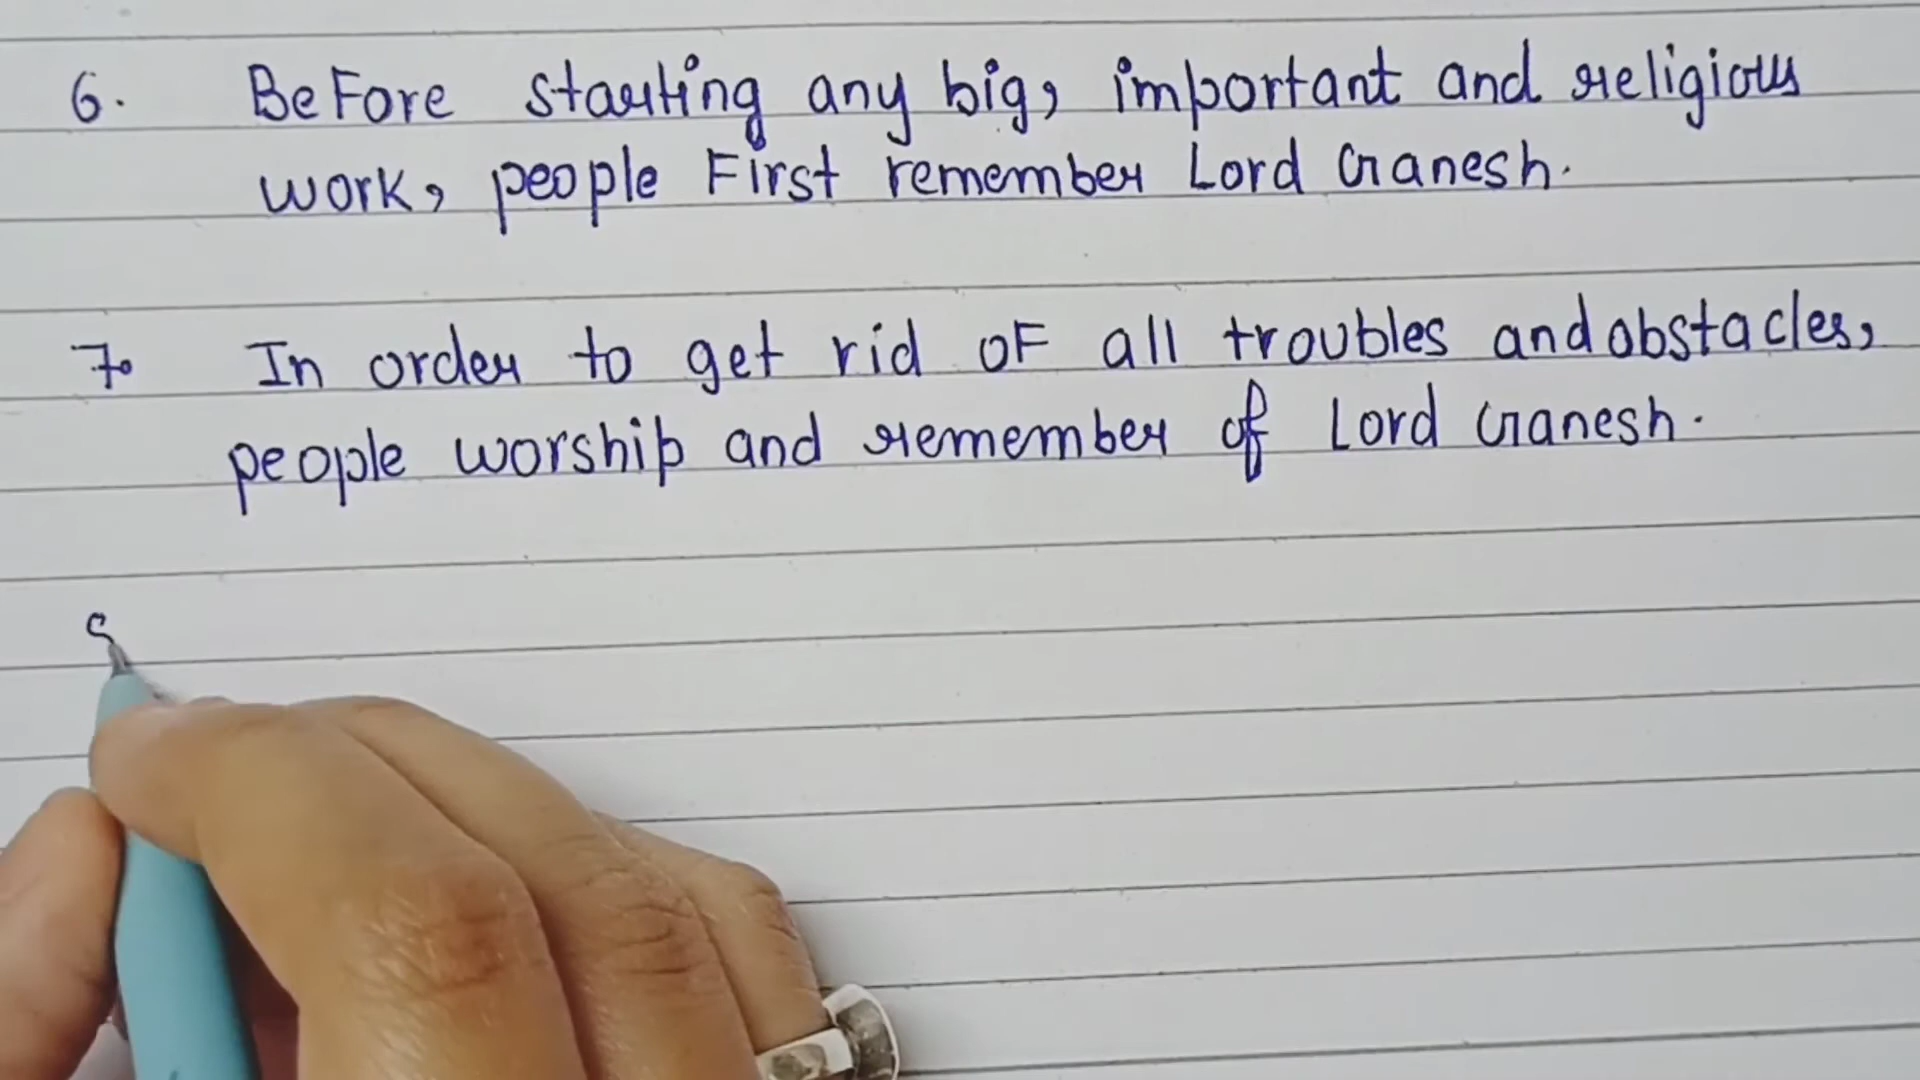 6. Before starting any big, important and religious
work, people First remember Lord Ganesh.
7. In order to get rid of all troubles and obstacles,
people worship and remember of Lord Ganesh.